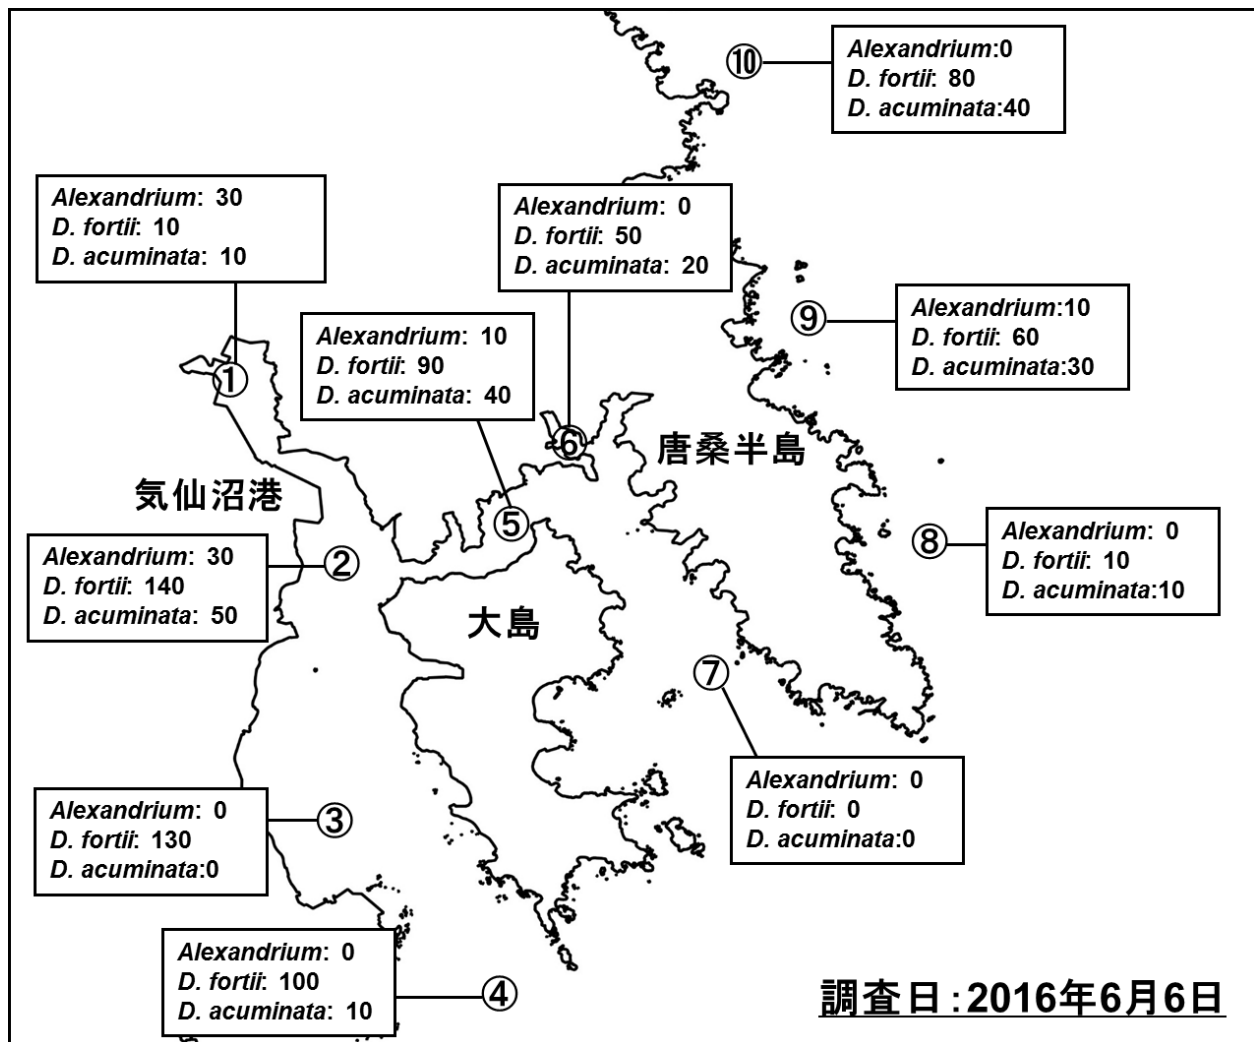 ⑩
Alexandrium:0
D. fortii: 80
D. acuminata:40
Alexandrium: 30
D. fortii: 10
D. acuminata: 10
①
Alexandrium: 0
D. fortii: 50
D. acuminata: 20
⑥
Alexandrium:10
D. fortii: 60
D. acuminata:30
⑨
Alexandrium: 10
D. fortii: 90
D. acuminata: 40
⑤
唐桑半島
気仙沼港
Alexandrium: 30
D. fortii: 140
D. acuminata: 50
②
⑧
Alexandrium: 0
D. fortii: 10
D. acuminata:10
大島
⑦
Alexandrium: 0
D. fortii: 0
D. acuminata:0
Alexandrium: 0
D. fortii: 130
D. acuminata:0
③
Alexandrium: 0
D. fortii: 100
D. acuminata: 10
④
調査日:2016年6月6日